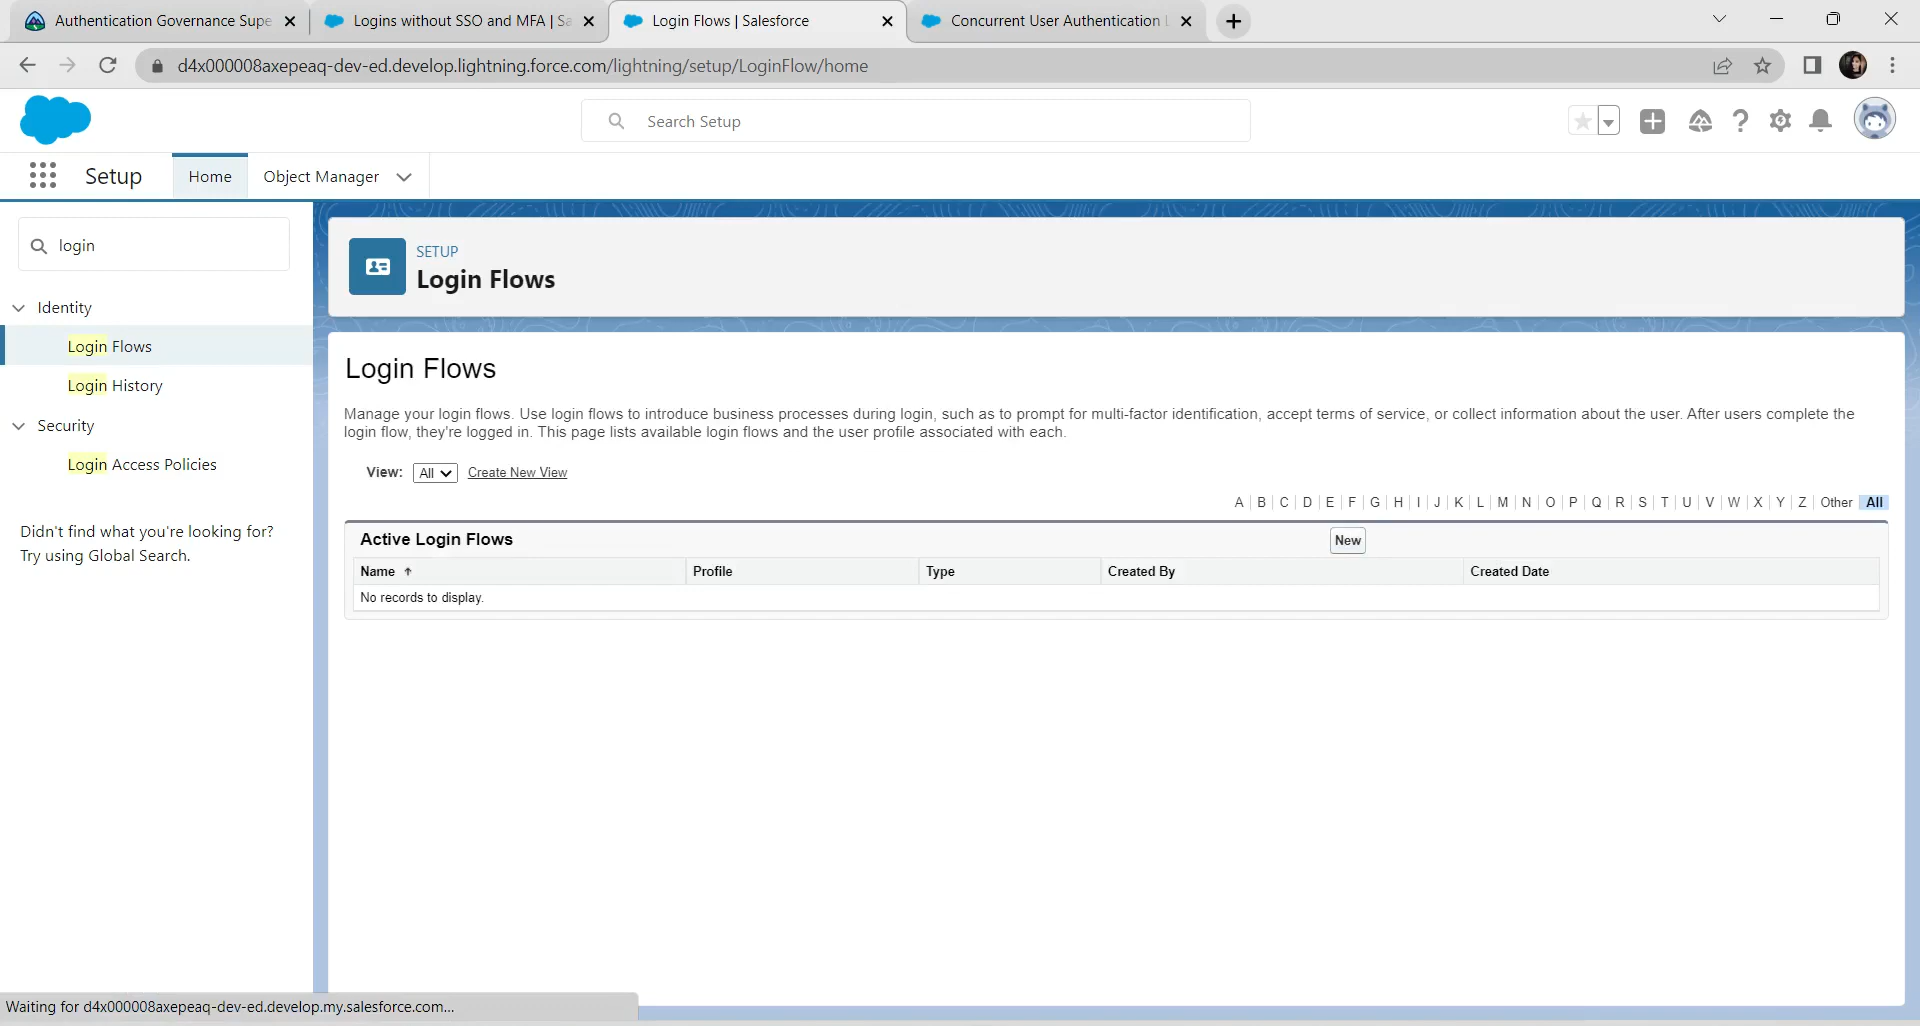 Authentication Governance Supe
Logins without SSO and MFA | Sa
Login Flows | Salesforce
Concurrent User Authentication
d4x000008axepeaq-dev-ed.develop.lightning.force.com/lightning/setup/LoginFlow/home
Search Setup
Setup
Home
Object Manager
login
Identity
Login Flows
Login History
Security
Login Access Policies
Didn't find what you're looking for?
Try using Global Search.
SETUP
Login Flows
Login Flows
Manage your login flows. Use login flows to introduce business processes during login, such as to prompt for multi-factor identification, accept terms of service, or collect information about the user. After users complete the
login flow, they're logged in. This page lists available login flows and the user profile associated with each.
View: All Create New View
A | B | C | D | E | F | G | H | I | J | K | L | M | N | O | P | Q | R | S | T | U | V | W | X | Y | Z | Other All
Active Login Flows New
Name Profile Type Created By Created Date
No records to display.
Waiting for d4x000008axepeaq-dev-ed.develop.my.salesforce.com...